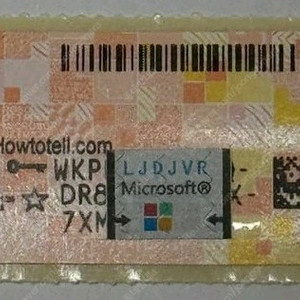 Howtotell.com
WKP LJDJVR -
DR8 Microsoft® X-
7XM